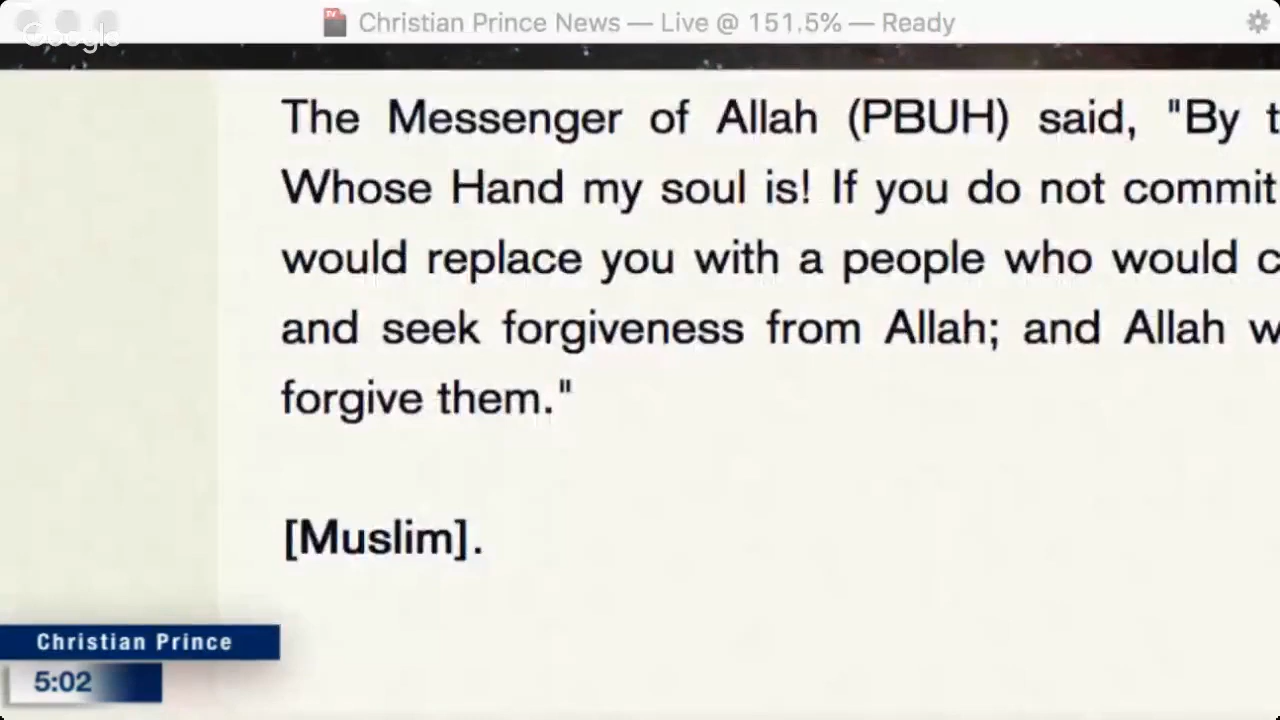 Christian Prince News — Live @ 151.5% — Ready
Google
The Messenger of Allah (PBUH) said, "By
Whose Hand my soul is! If you do not commit
would replace you with a people who would
and seek forgiveness from Allah; and Allah
forgive them."
[Muslim].
Christian Prince
5:02